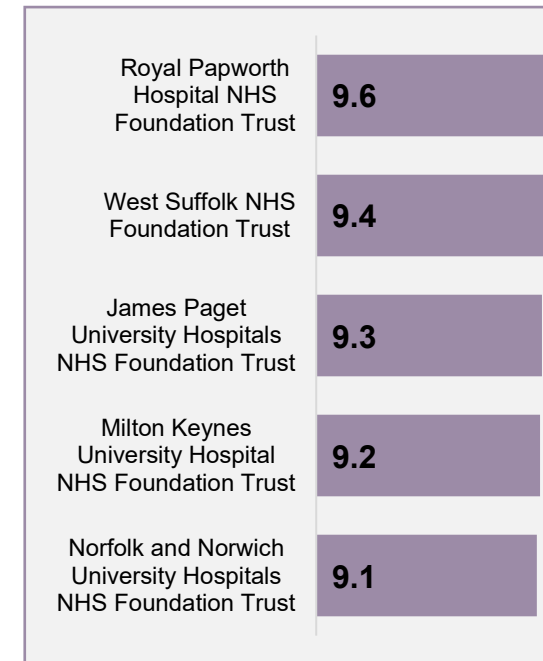 Royal Papworth
Hospital NHS
Foundation Trust
9.6
West Suffolk NHS
Foundation Trust
9.4
James Paget
University Hospitals
NHS Foundation Trust
9.3
Milton Keynes
University Hospital
NHS Foundation Trust
9.2
Norfolk and Norwich
University Hospitals
NHS Foundation Trust
9.1